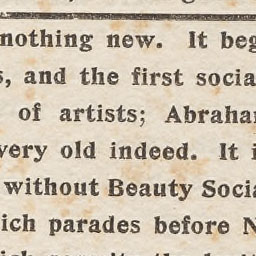 nothing new. It beg
s, and the first socia
of artists; Abraha
very old indeed. It i
without Beauty Socia
ich parades before N